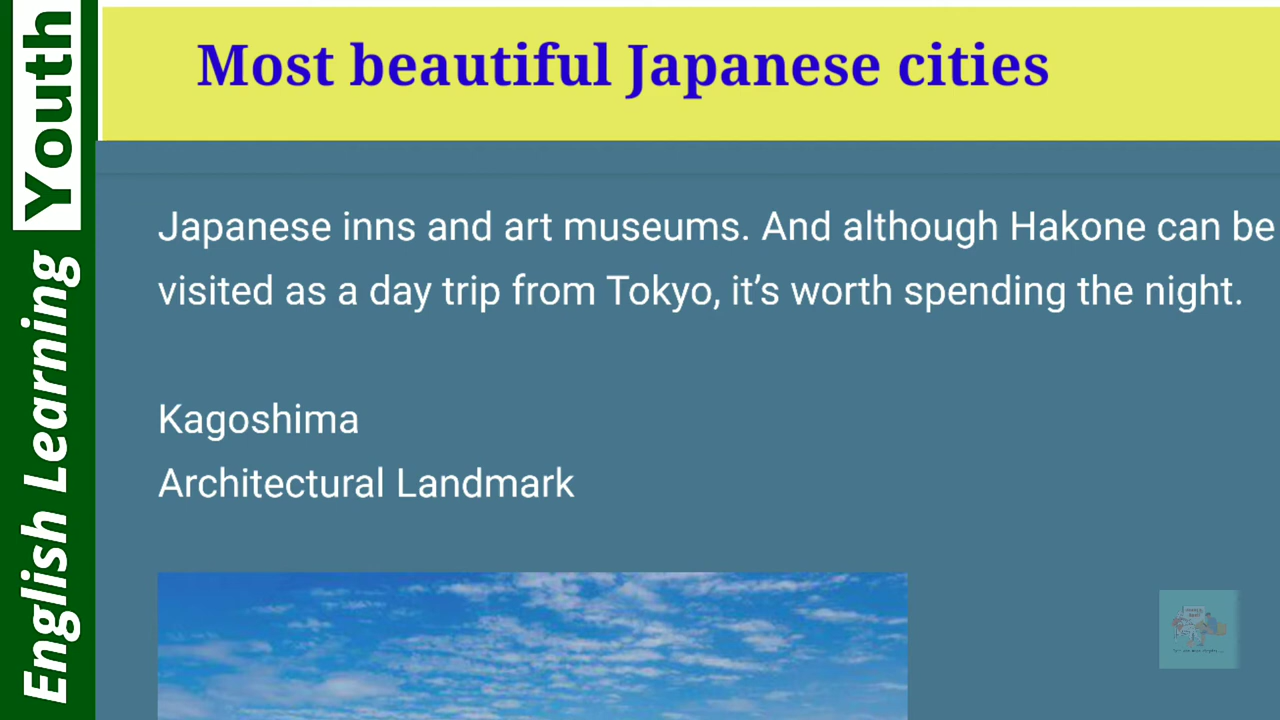 English Learning Youth
Most beautiful Japanese cities
Japanese inns and art museums. And although Hakone can be
visited as a day trip from Tokyo, it’s worth spending the night.
Kagoshima
Architectural Landmark